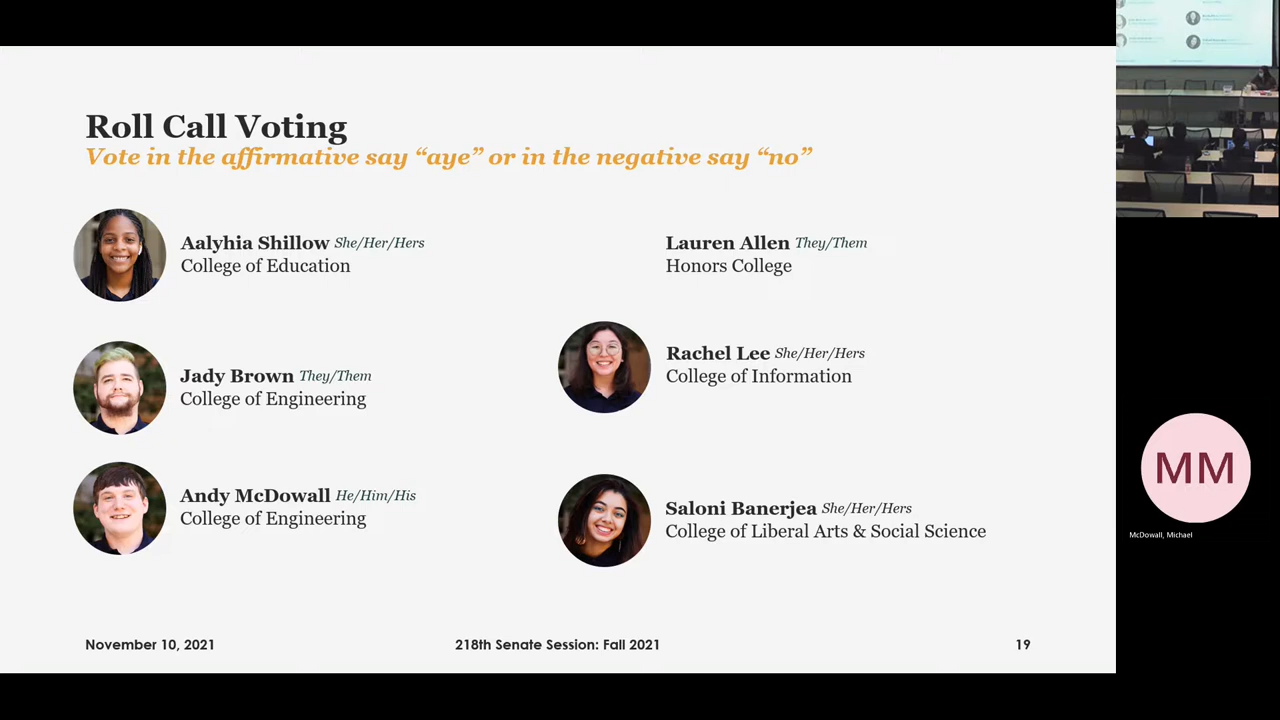 Roll Call Voting
Vote in the affirmative say “aye” or in the negative say “no”
Aalyhia Shillow She/Her/Hers
College of Education
Jady Brown They/Them
College of Engineering
Andy McDowall He/Him/His
College of Engineering
Lauren Allen They/Them
Honors College
Rachel Lee She/Her/Hers
College of Information
Saloni Banerjea She/Her/Hers
College of Liberal Arts & Social Science
November 10, 2021
218th Senate Session: Fall 2021
19
MM
McDowall, Michael